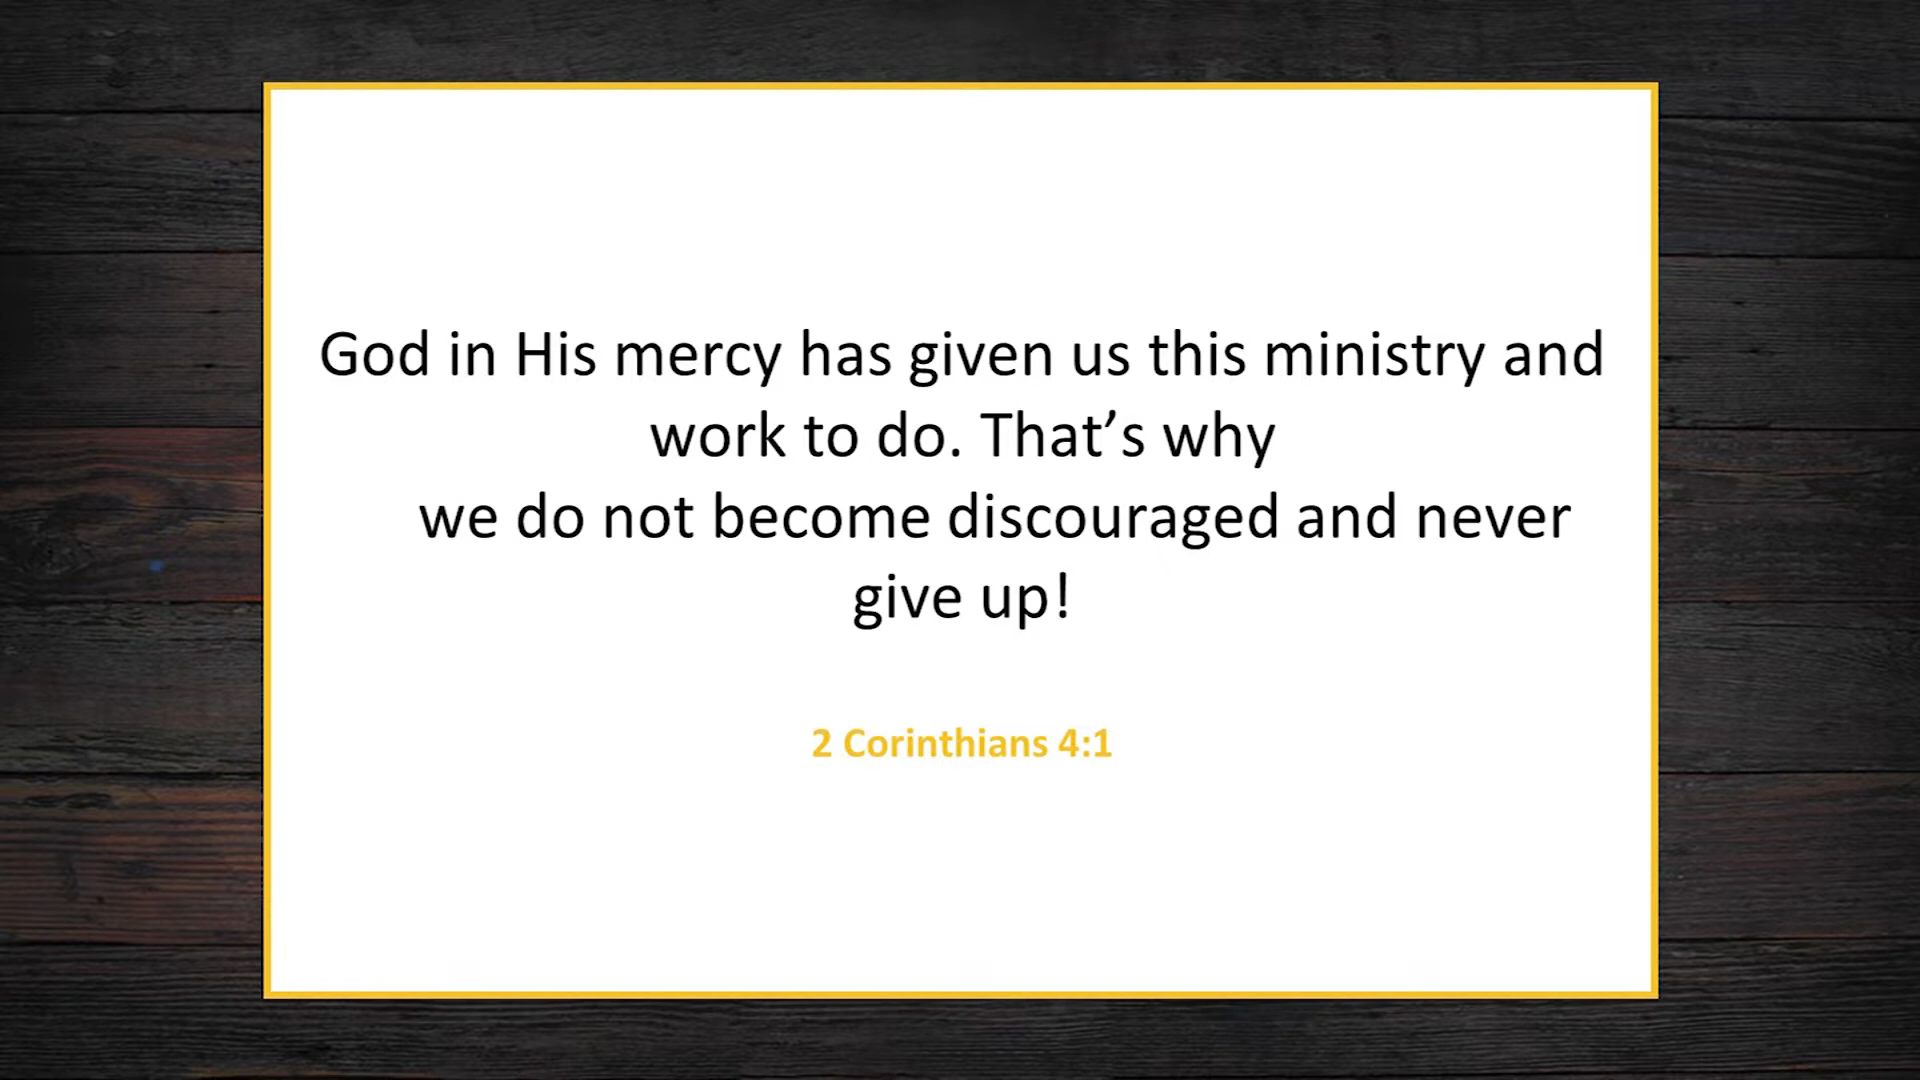 God in His mercy has given us this ministry and
work to do. That’s why
we do not become discouraged and never
give up!
2 Corinthians 4:1